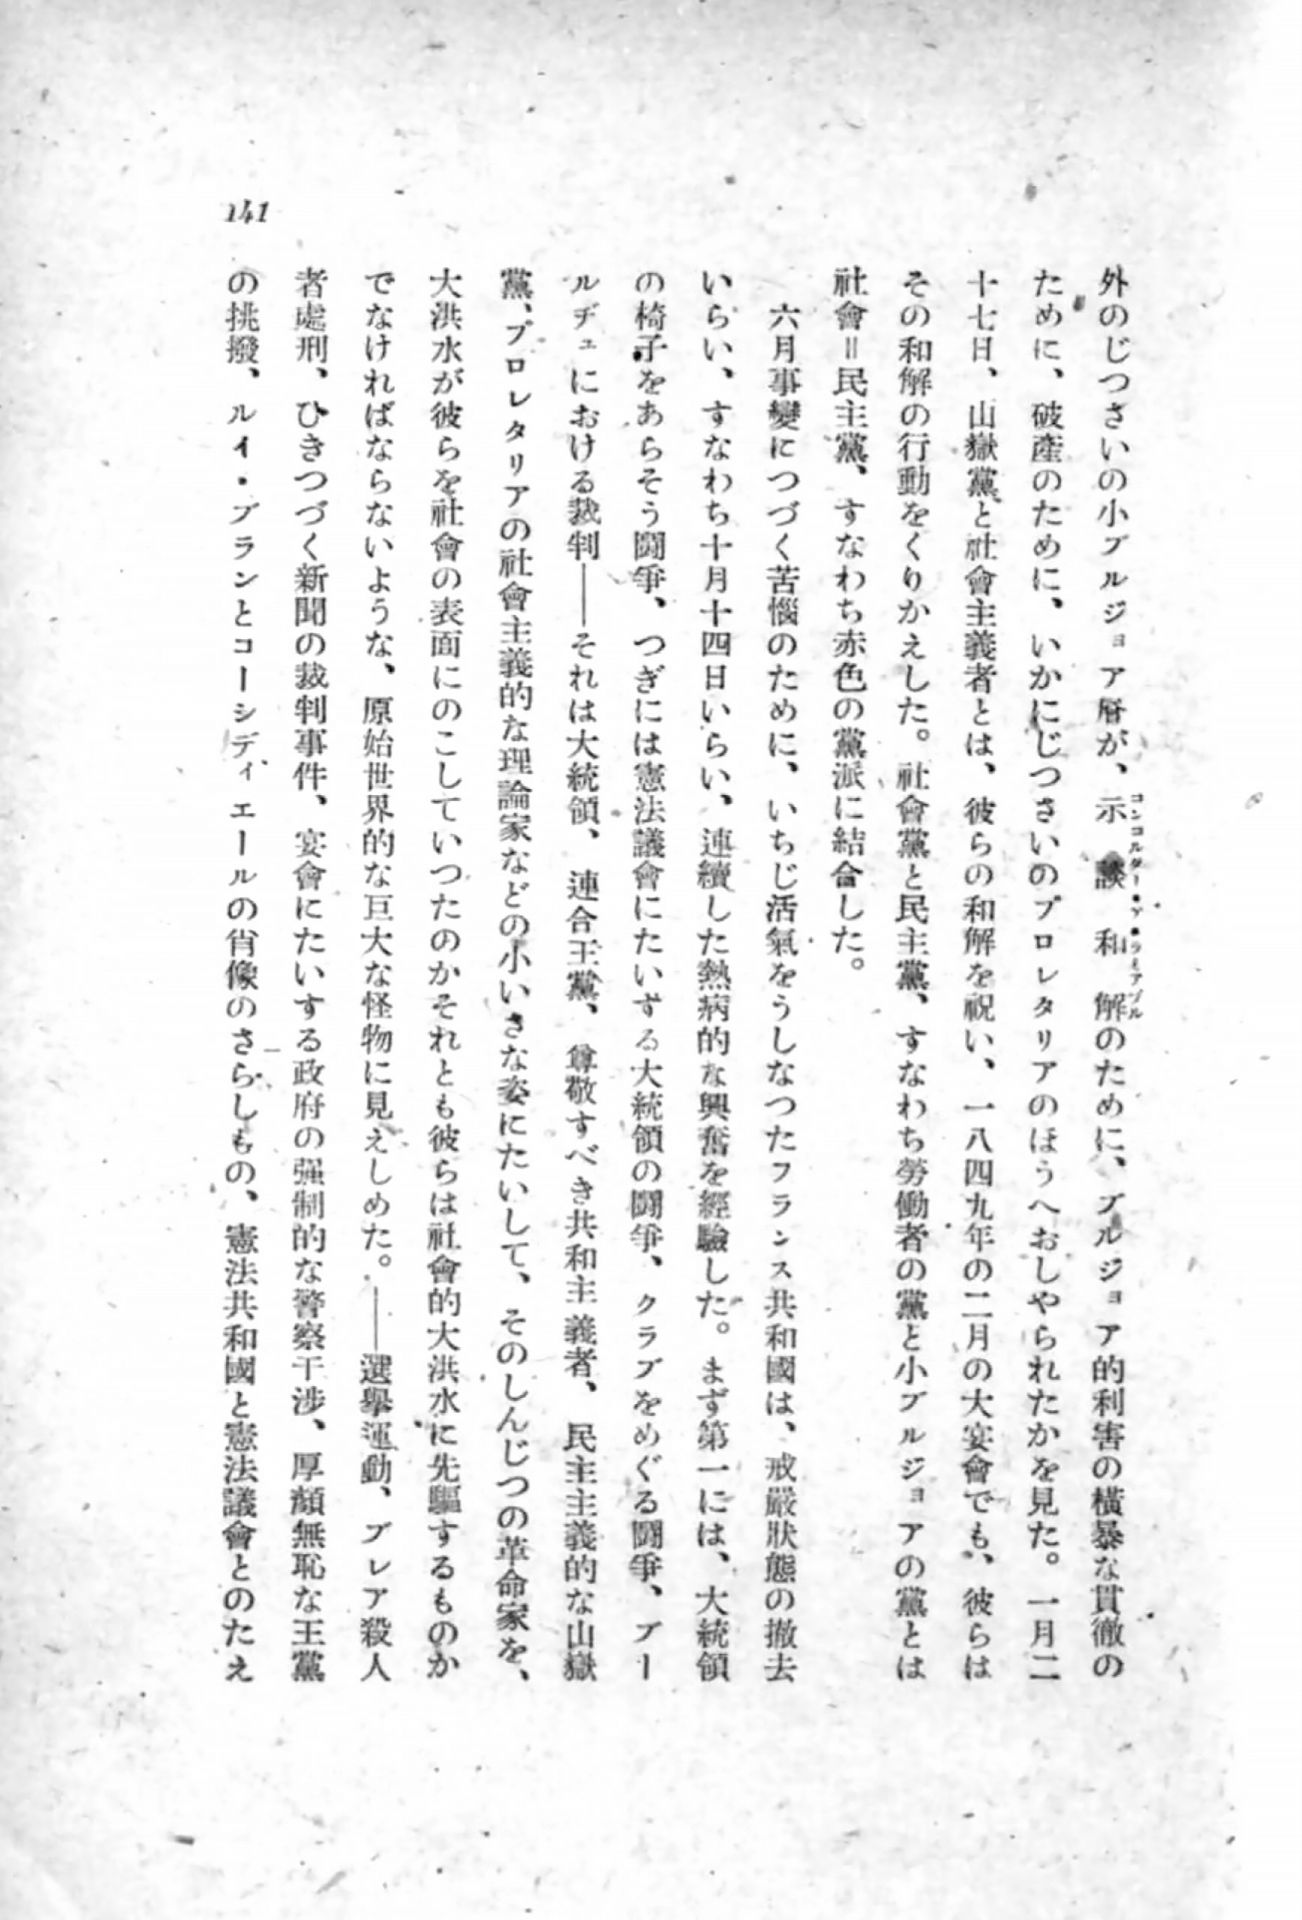 外のじつさいの小ブルジョア層が、示談和解のために、ブルジョア的利害の横暴な貫徹の
コンコルダー・ア・ラミアブル
ために、破產のために、いかにじつさいのプロレタリアのほうへおしやられたかを見た。一月二
十七日、山嶽黨と社會主義者とは、彼らの和解を祝い、一八四九年の二月の大宴會でも、彼らは
その和解の行動をくりかえした。社會黨と民主黨、すなわち勞働者の黨と小ブルジョアの黨とは
社會=民主黨、すなわち赤色の黨派に結合した。
六月事變につづく苦惱のために、いちじ活氣をうしなつたフランス共和國は、戒嚴狀態の撤去
いらい、すなわち十月十四日いらい、連續した熱病的な興奮を經驗した。まず第一には、大統領
の椅子をあらそう鬪爭、つぎには憲法議會にたいする大統領の鬪爭、クラブをめぐる鬪爭、ブー
ルヂュにおける裁判――それは大統領、連合王黨、尊敬すべき共和主義者、民主主義的な山嶽
黨、プロレタリアの社會主義的な理論家などの小いさな姿にたいして、そのしんじつの革命家を、
大洪水が彼らを社會の表面にのこしていつたのかそれとも彼らは社會的大洪水に先驅するものか
でなければならないような、原始世界的な巨大な怪物に見えしめた。――選擧運動、ブレア殺人
者處刑、ひきつづく新聞の裁判事件、宴會にたいする政府の强制的な警察干涉、厚顏無恥な王黨
の挑撥、ルイ・ブランとコーシディエールの肖像のさらしもの、憲法共和國と憲法議會とのたえ
141